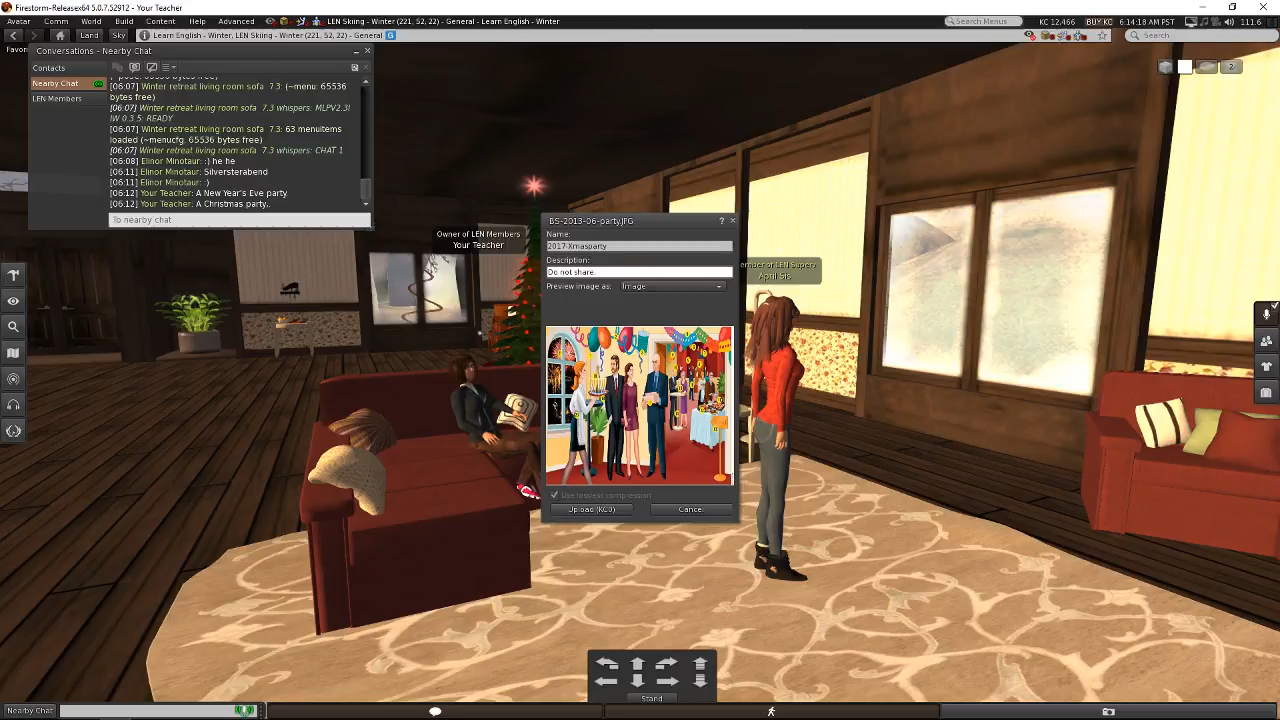 Firestorm-Releasex64 5.0.7.52912 - Your Teacher
Avatar Comm World Build Content Help Advanced LEN Skiing - Winter (221, 52, 22) - General - Learn English - Winter Search Menus KC 12,466 BUY KC 6:14:18 AM PST 111.6
Land Sky Learn English - Winter, LEN Skiing - Winter (221, 52, 22) - General G Search
Favori
Conversations - Nearby Chat
Contacts
Nearby Chat
LEN Members
[06:07] Winter retreat living room sofa 7.3: (~menu: 65536
bytes free)
[06:07] Winter retreat living room sofa 7.3 whispers: MLPV2.3!
IW 0.3.5: READY
[06:07] Winter retreat living room sofa 7.3: 63 menuitems
loaded (~menucfg: 65536 bytes free)
[06:07] Winter retreat living room sofa 7.3 whispers: CHAT 1
[06:08] Elinor Minotaur: :) he he
[06:11] Elinor Minotaur: Silversterabend
[06:11] Elinor Minotaur: :)
[06:12] Your Teacher: A New Year's Eve party
[06:12] Your Teacher: A Christmas party..
To nearby chat
Owner of LEN Members
Your Teacher
BS-2013-06-party.JPG
?
Name:
2017-Xmasparty
Description:
Do not share.
Preview image as: Image
Use lossless compression
Upload (KC0) Cancel
April Sis
2
Stand
Nearby Chat